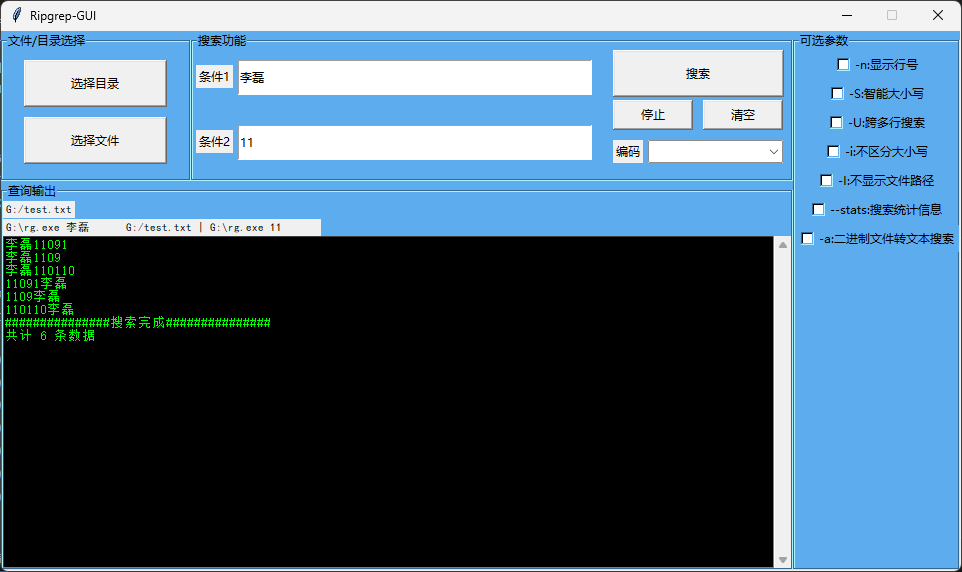 Ripgrep-GUI
文件/目录选择
选择目录
选择文件
搜索功能
条件1
李磊
搜索
停止
清空
条件2
11
编码
可选参数
-n:显示行号
-S:智能大小写
-U:跨多行搜索
-i:不区分大小写
-I:不显示文件路径
--stats:搜索统计信息
-a:二进制文件转文本搜索
查询输出
G:/test.txt
G:\rg.exe 李磊 G:/test.txt | G:\rg.exe 11
李磊11091
李磊1109
李磊110110
11091李磊
1109李磊
110110李磊
###############搜索完成###############
共计 6 条数据